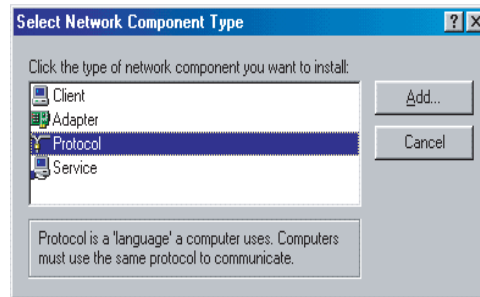 Select Network Component Type
Click the type of network component you want to install:
Client
Adapter
Protocol
Service
Add...
Cancel
Protocol is a 'language' a computer uses. Computers
must use the same protocol to communicate.